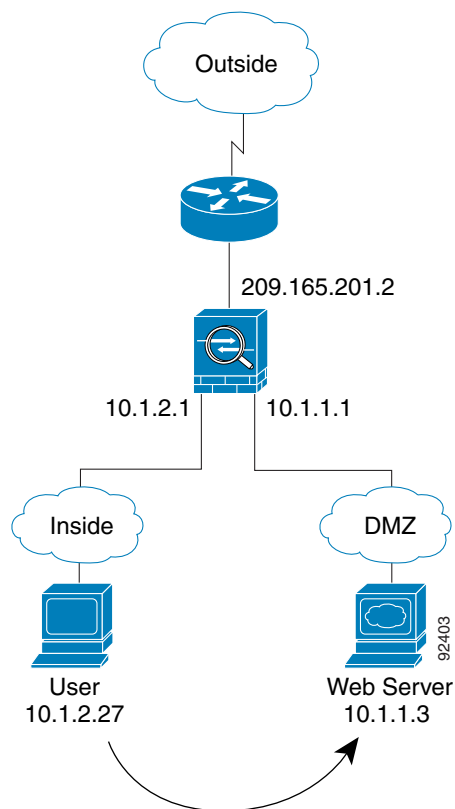 Outside
209.165.201.2
10.1.2.1
10.1.1.1
Inside
DMZ
92403
User
10.1.2.27
Web Server
10.1.1.3